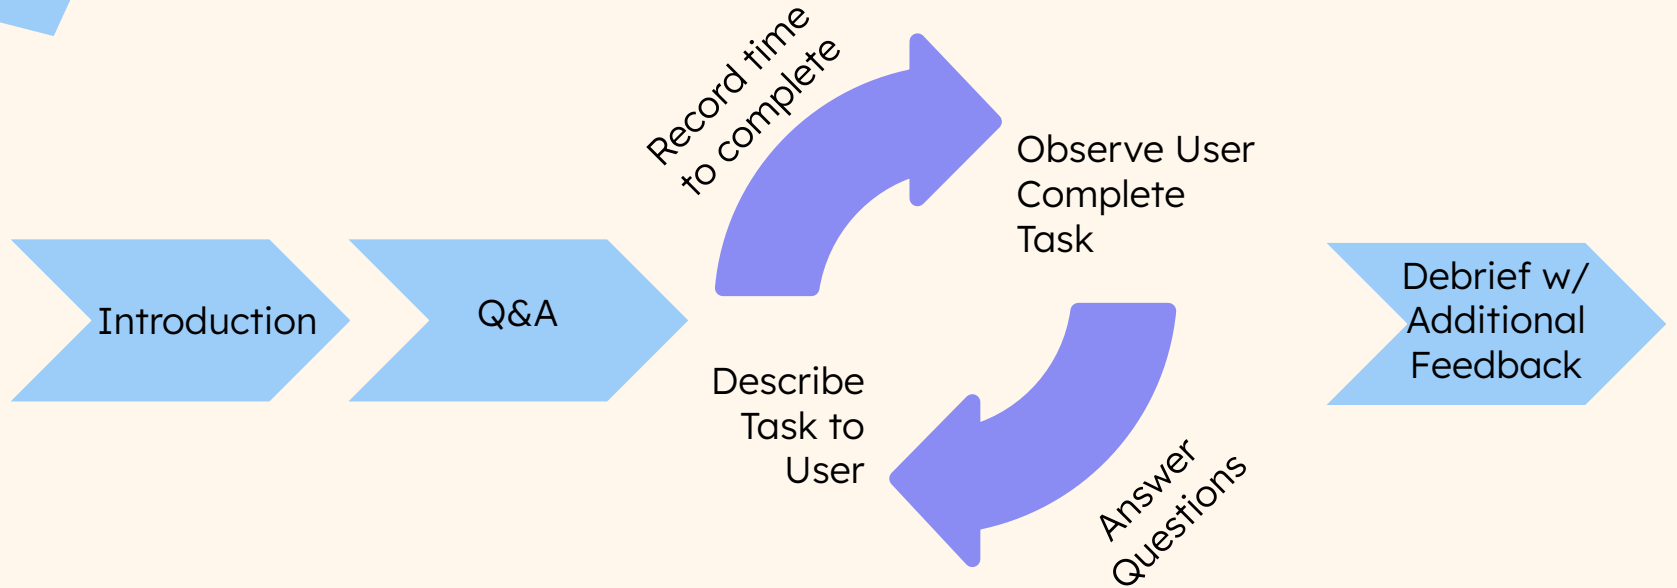 Introduction
Q&A
Record time
to complete
Observe User
Complete
Task
Describe
Task to
User
Answer
Questions
Debrief w/
Additional
Feedback